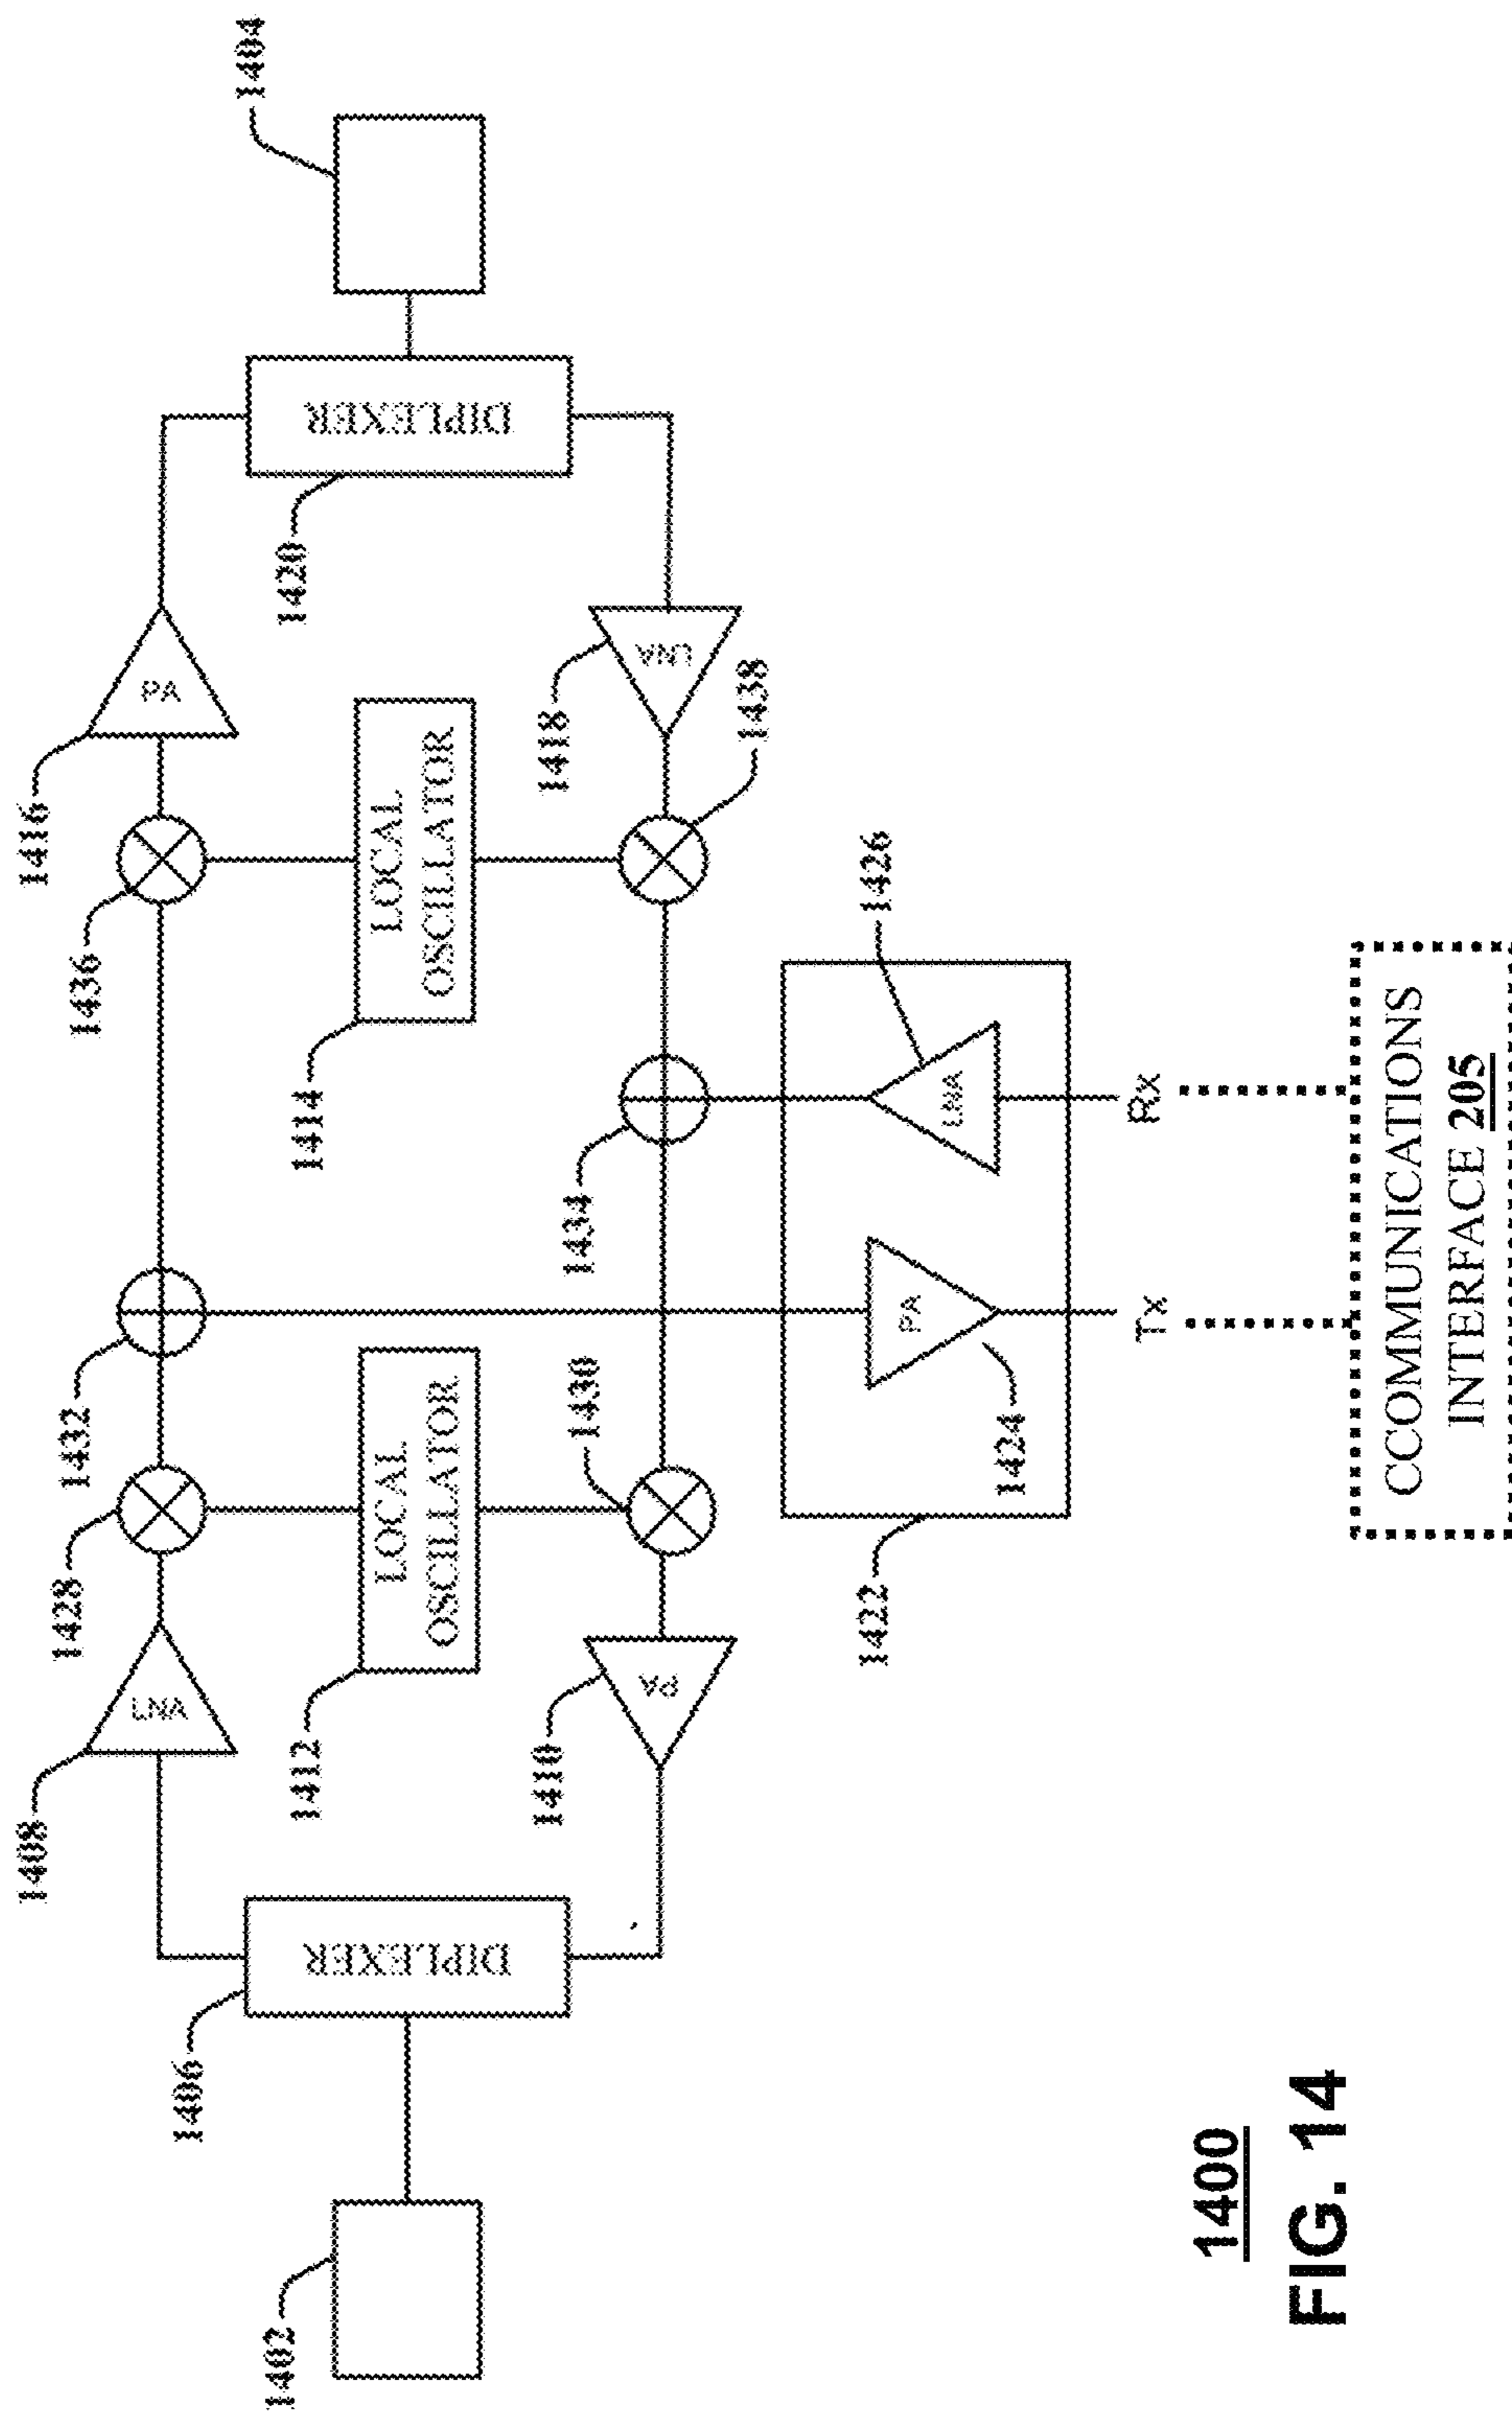 1404
1416
PA
1436
DIPLEXER
1420
LOCAL
OSCILLATOR
1414
LNA
1418
1438
1426
LNA
Rx
1434
1432
1428
LOCAL
OSCILLATOR
1412
1430
PA
1424
Tx
1422
CCOMMUNICATIONS
INTERFACE 205
LNA
1408
PA
1410
DIPLEXER
1406
1402
1400
FIG. 14